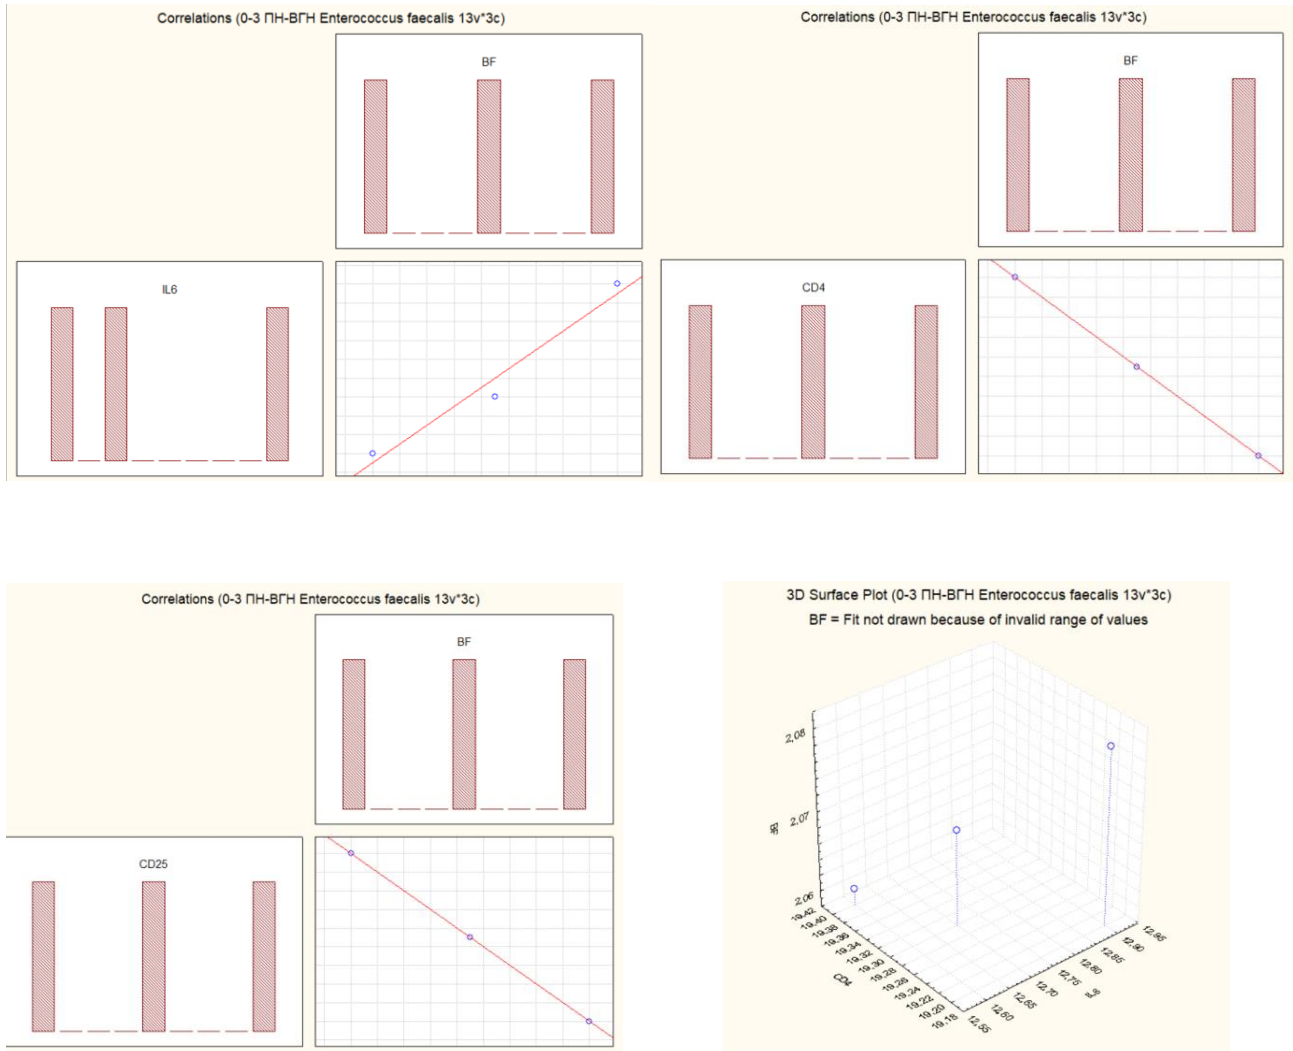 Correlations (0-3 ПН-ВГН Enterococcus faecalis 13v*3c)
BF
IL6
Correlations (0-3 ПН-ВГН Enterococcus faecalis 13v*3c)
BF
CD4
Correlations (0-3 ПН-ВГН Enterococcus faecalis 13v*3c)
BF
CD25
3D Surface Plot (0-3 ПН-ВГН Enterococcus faecalis 13v*3c)
BF = Fit not drawn because of invalid range of values
2,08
2,07
2,06
BF
19,42
19,40
19,38
19,36
19,34
19,32
19,30
19,28
19,26
19,24
19,22
19,20
19,18
CD4
12,55
12,60
12,65
12,70
12,75
12,80
12,85
12,90
12,95